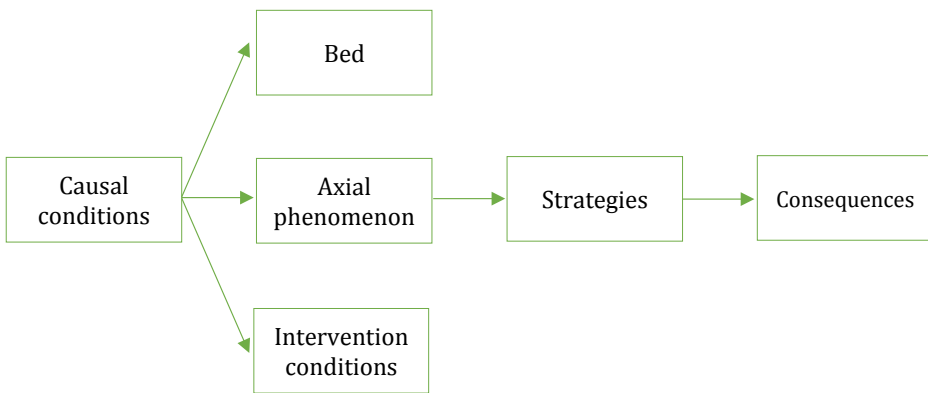 Bed
Causal
conditions
Axial
phenomenon
Strategies
Consequences
Intervention
conditions